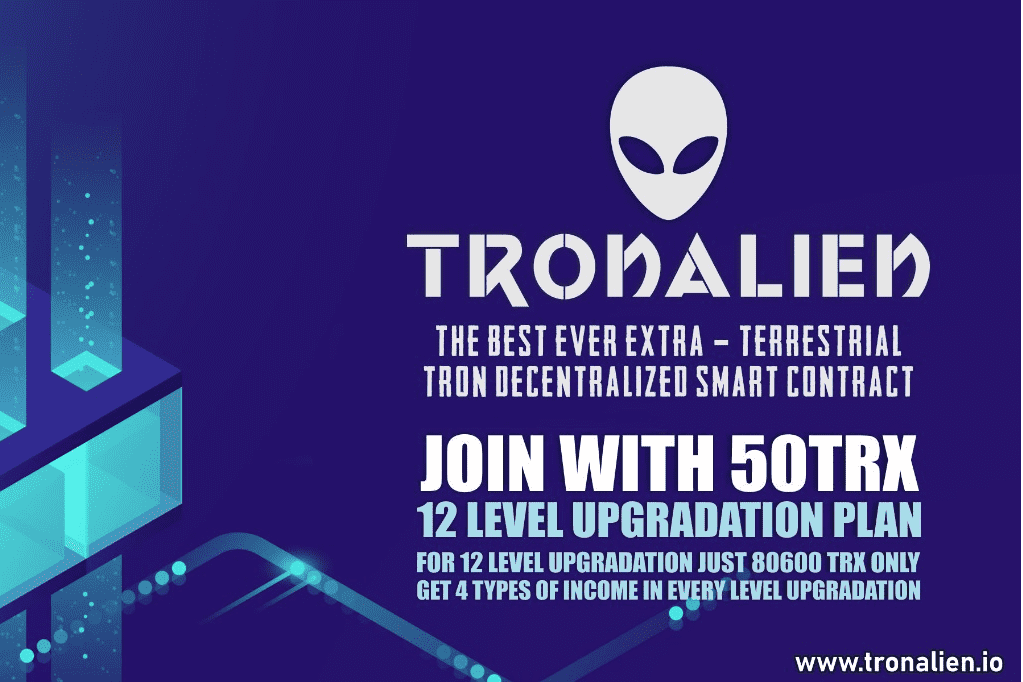 TRONALIEN
THE BEST EVER EXTRA – TERRESTRIAL
TRON DECENTRALIZED SMART CONTRACT
JOIN WITH 50TRX
12 LEVEL UPGRADATION PLAN
FOR 12 LEVEL UPGRADATION JUST 80600 TRX ONLY
GET 4 TYPES OF INCOME IN EVERY LEVEL UPGRADATION
www.tronalien.io